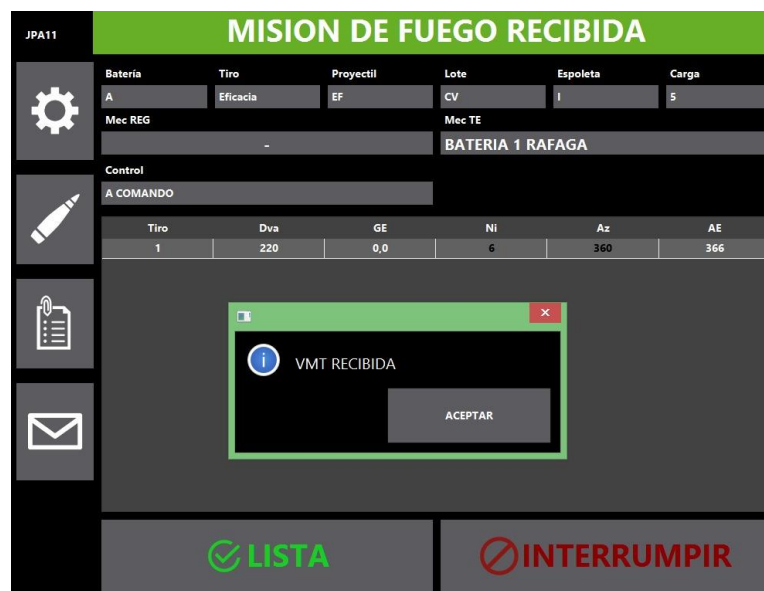 JPA11
MISION DE FUEGO RECIBIDA
Batería Tiro Proyectil Lote Espoleta Carga
A Eficacia EF CV I 5
Mec REG Mec TE
- BATERIA 1 RAFAGA
Control
A COMANDO
Tiro Dva GE Ni Az AE
1 220 0,0 6 360 366
VMT RECIBIDA
ACEPTAR
LISTA INTERRUMPIR